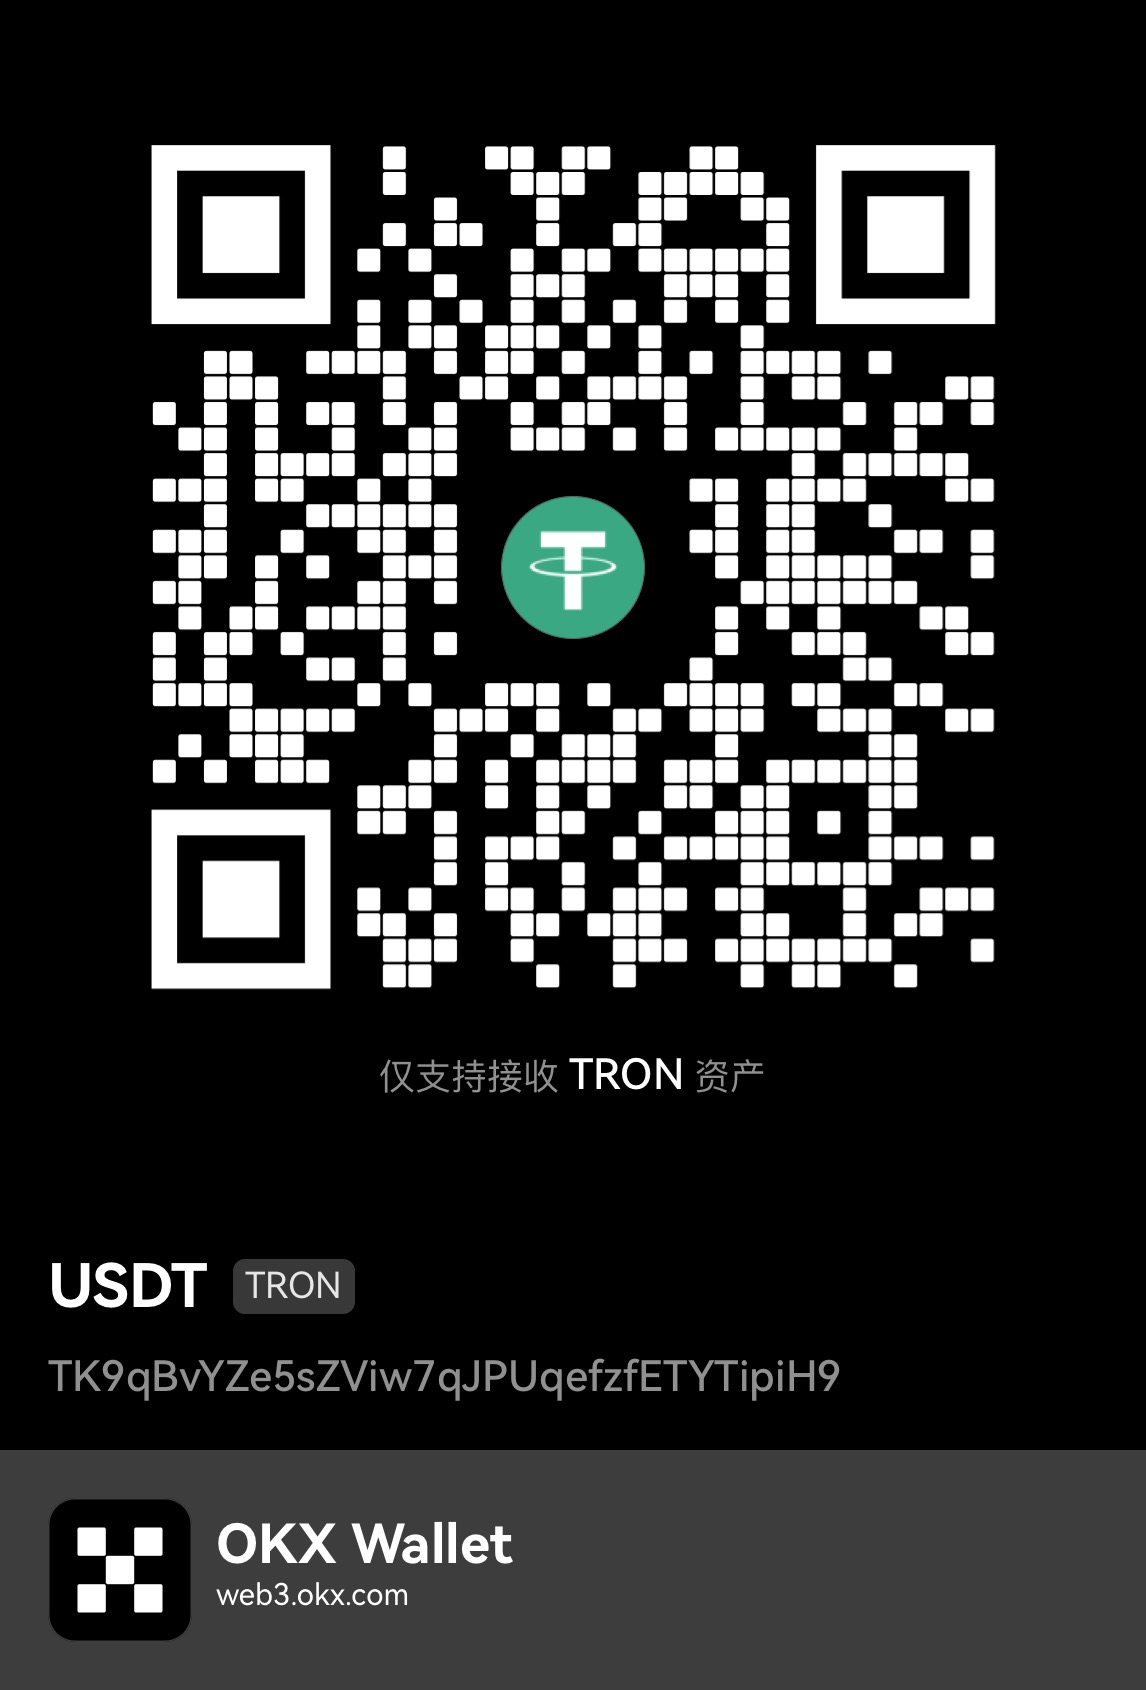 仅支持接收 TRON 资产
USDT TRON
TK9qBvYZe5sZViw7qJPUqefzfETYTipiH9
OKX Wallet
web3.okx.com